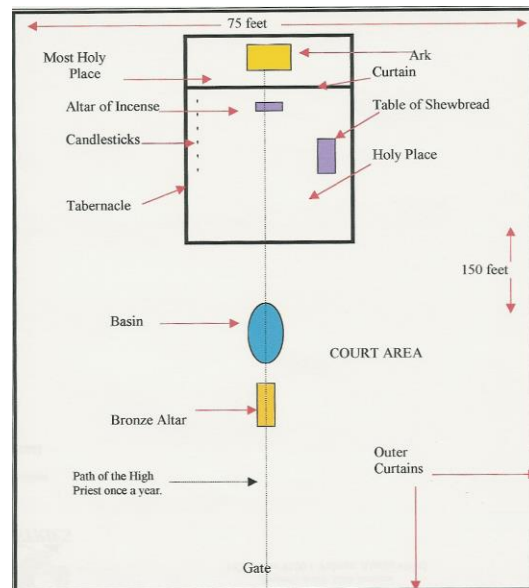 75 feet
Most Holy
Place
Ark
Curtain
Altar of Incense
Table of Shewbread
Candlesticks
Holy Place
Tabernacle
150 feet
Basin
COURT AREA
Bronze Altar
Outer
Curtains
Path of the High
Priest once a year.
Gate